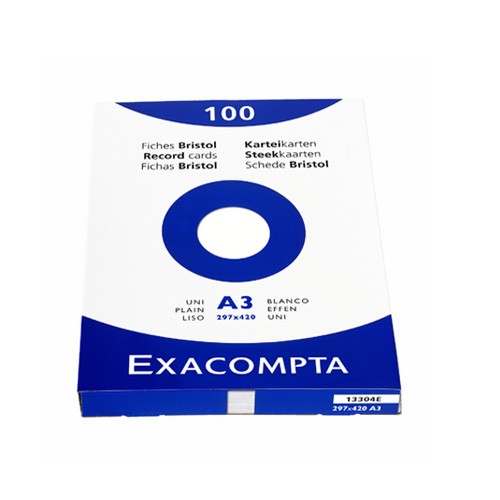 100
Fiches Bristol
Record cards
Fichas Bristol
Karteikarten
Steekkaarten
Schede Bristol
UNI
PLAIN
LISO
A3
297x420
BLANCO
EFFEN
UNI
EXACOMPTA
13304E
297x420 A3